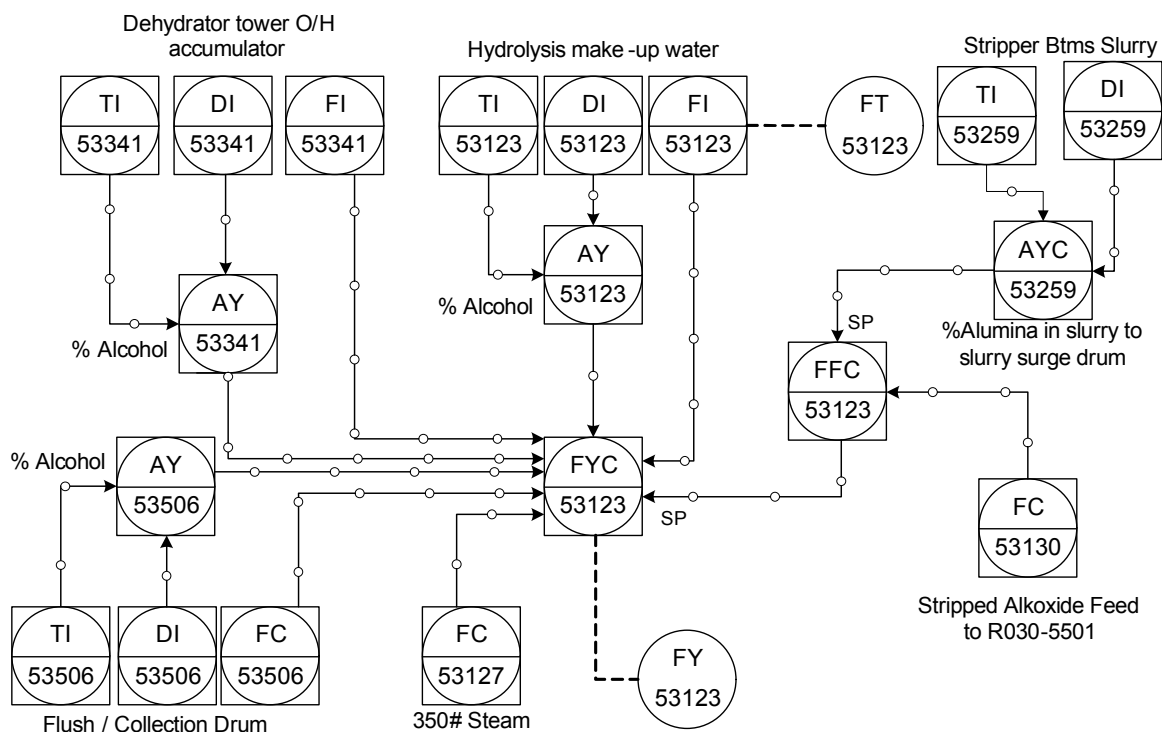 Dehydrator tower O/H
accumulator
TI
53341
DI
53341
FI
53341
% Alcohol
AY
53341
Hydrolysis make -up water
TI
53123
DI
53123
FI
53123
FT
53123
% Alcohol
AY
53123
Stripper Btms Slurry
TI
53259
DI
53259
AYC
53259
%Alumina in slurry to
slurry surge drum
SP
FFC
53123
% Alcohol
AY
53506
FYC
53123
SP
FC
53130
Stripped Alkoxide Feed
to R030-5501
TI
53506
DI
53506
FC
53506
Flush / Collection Drum
FC
53127
350# Steam
FY
53123